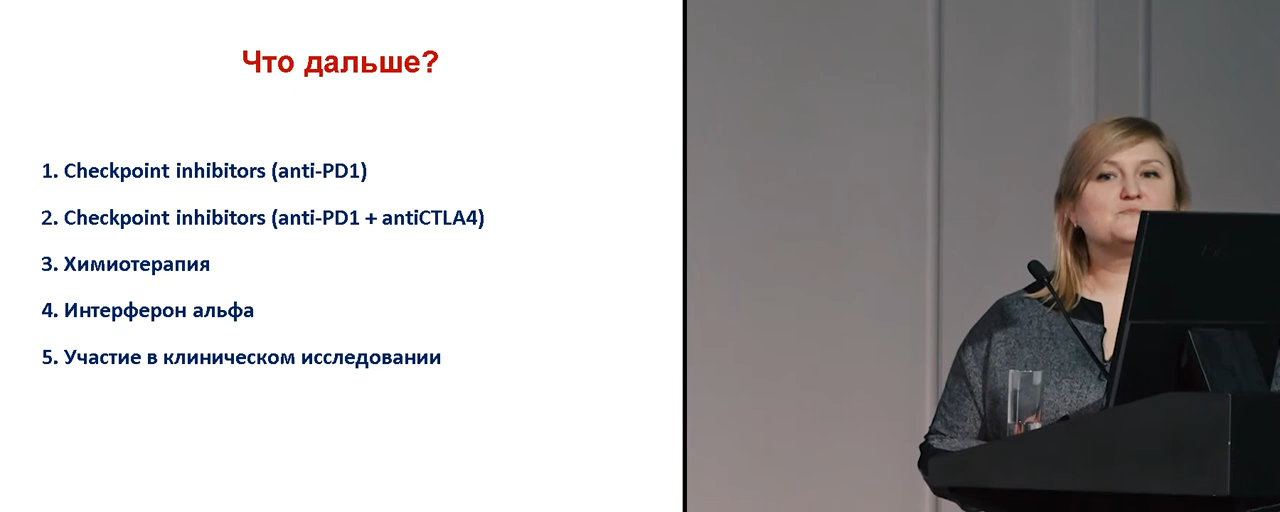 Что дальше?
1. Checkpoint inhibitors (anti-PD1)
2. Checkpoint inhibitors (anti-PD1 + antiCTLA4)
3. Химиотерапия
4. Интерферон альфа
5. Участие в клиническом исследовании